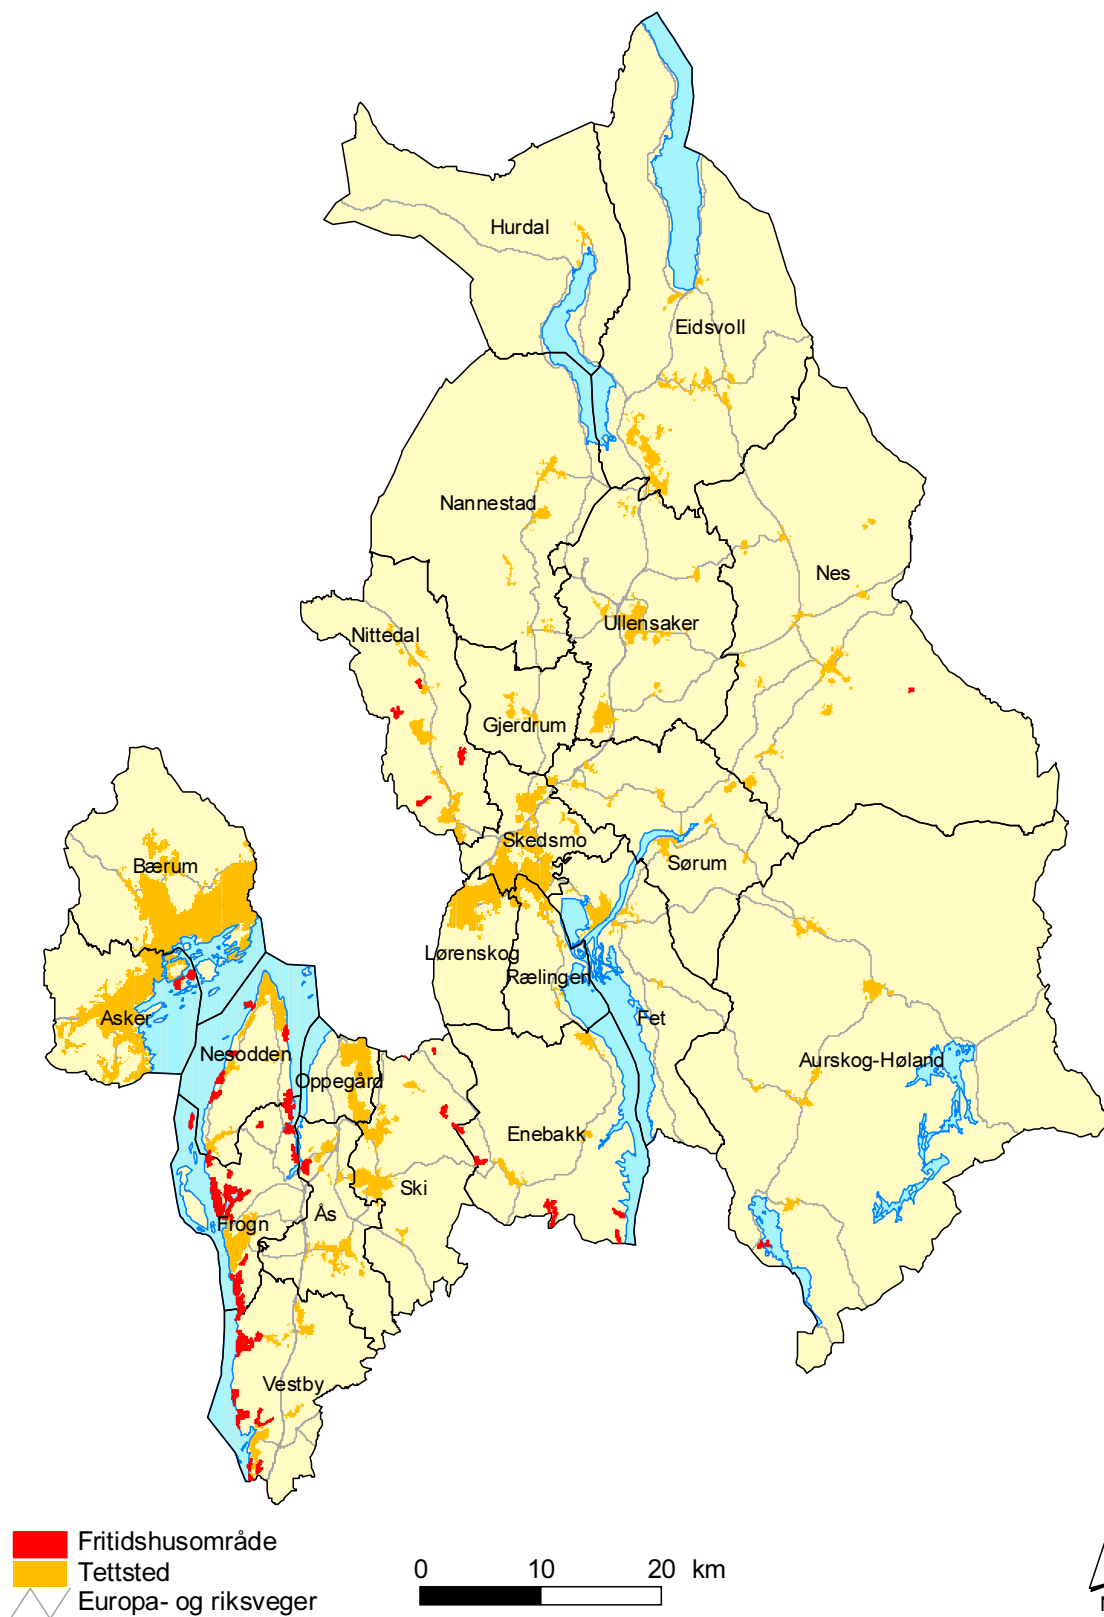 Hurdal
Eidsvoll
Nannestad
Nes
Ullensaker
Nittedal
Gjerdrum
Skedsmo
Sørum
Bærum
Lørenskog
Rælingen
Asker
Fet
Nesodden
Aurskog-Høland
Oppegård
Enebakk
Ski
Ås
Frogn
Vestby
Fritidshusområde
Tettsted
Europa- og riksveger
0 10 20 km